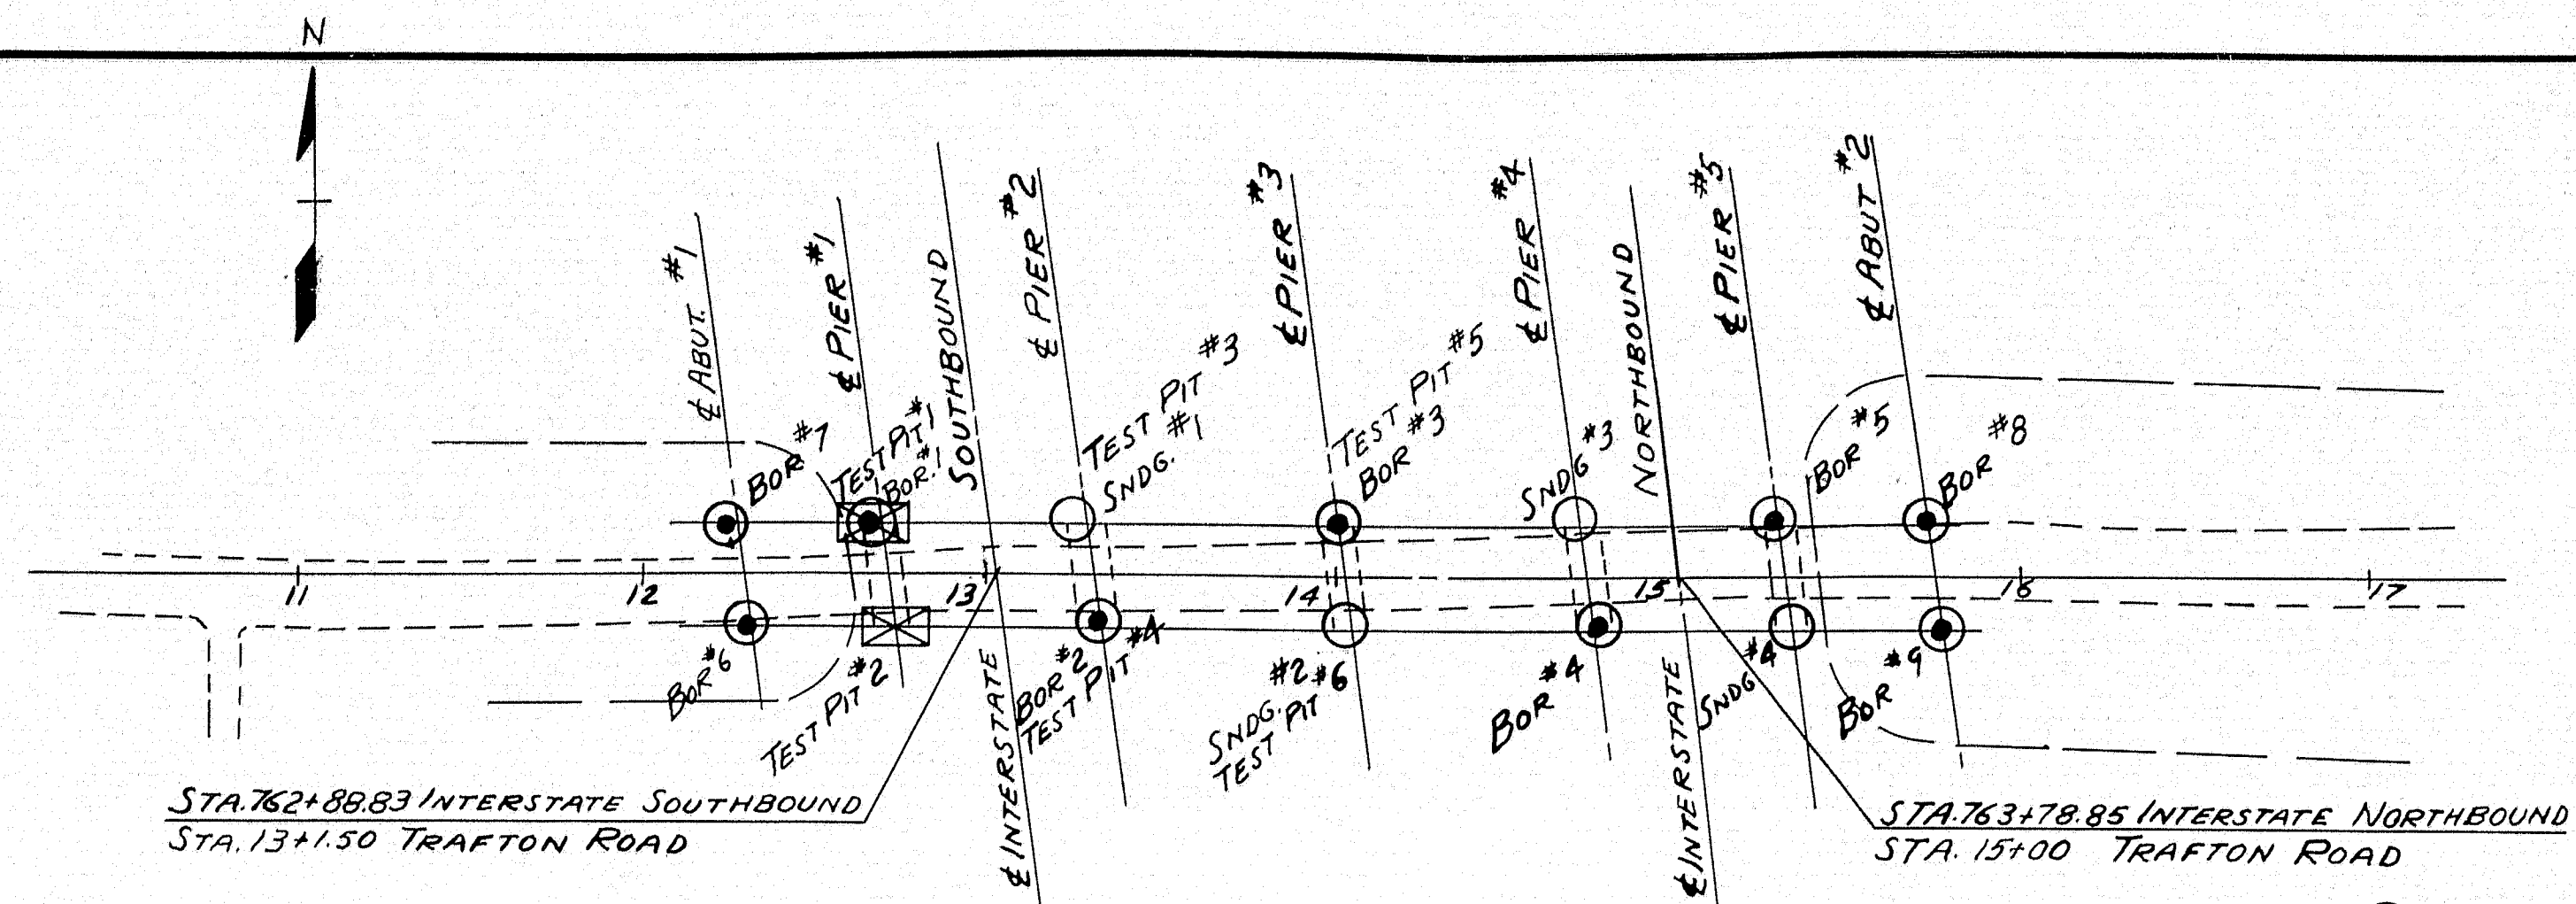 N
℄ ABUT. #1
℄ PIER #1
SOUTHBOUND
℄ PIER #2
℄ PIER #3
℄ PIER #4
NORTHBOUND
℄ PIER #5
℄ ABUT #2
BOR #7
TEST PIT #1
BOR. #1
TEST PIT #3
SNDG. #1
TEST PIT #5
BOR #3
SNDG #3
BOR #5
BOR #8
11
12
13
14
15
16
17
BOR #6
TEST PIT #2
℄ INTERSTATE
BOR #2
TEST PIT #4
SNDG. #2
TEST PIT #6
BOR #4
℄ INTERSTATE
SNDG #4
BOR #9
STA. 762+88.83 INTERSTATE SOUTHBOUND
STA. 13+1.50 TRAFTON ROAD
STA. 763+78.85 INTERSTATE NORTHBOUND
STA. 15+00 TRAFTON ROAD